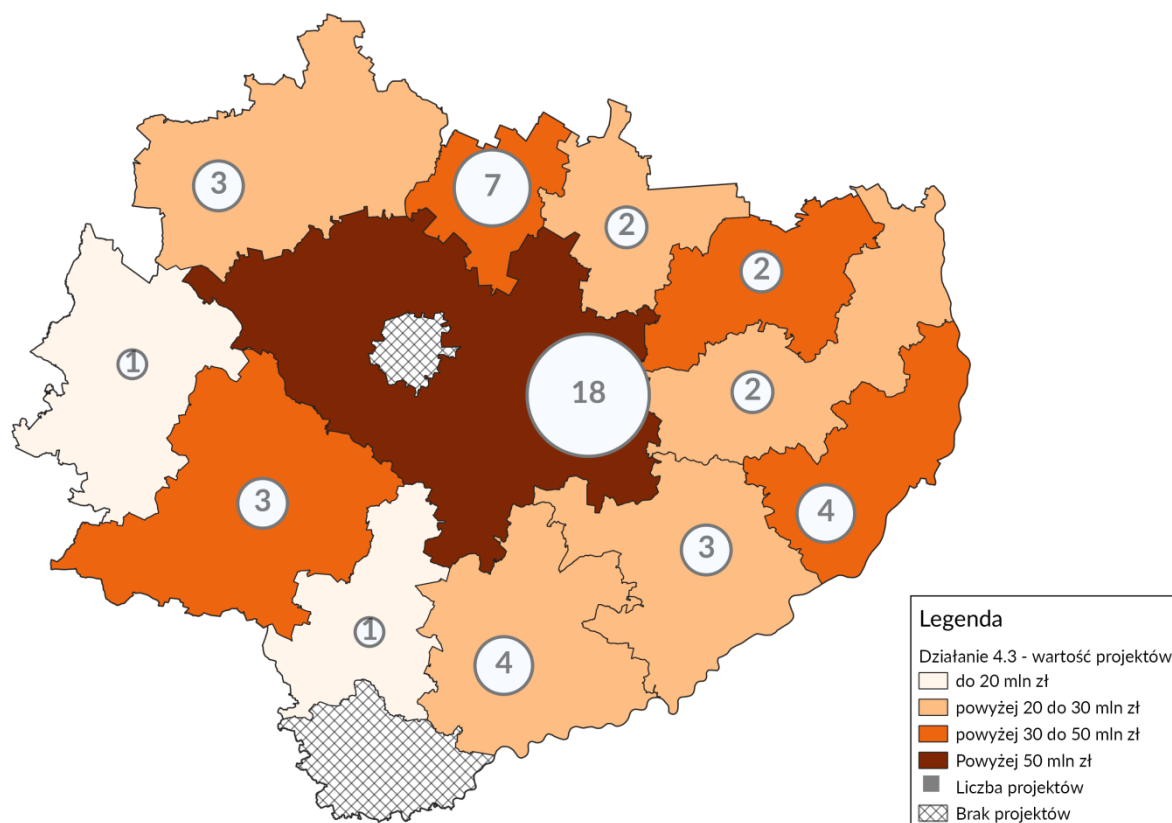 3
7
2
2
1
18
2
3
4
3
1
4
Legenda
Działanie 4.3 - wartość projektów
do 20 mln zł
powyżej 20 do 30 mln zł
powyżej 30 do 50 mln zł
Powyżej 50 mln zł
Liczba projektów
Brak projektów